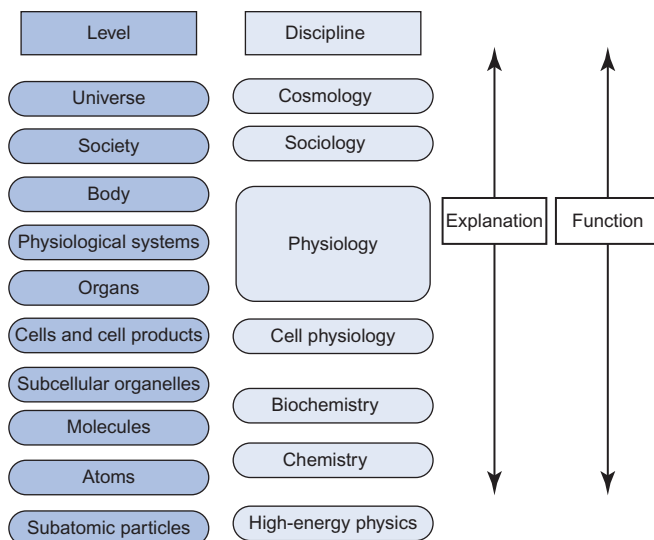 Level
Discipline
Universe
Cosmology
Society
Sociology
Body
Physiology
Explanation
Function
Physiological systems
Organs
Cells and cell products
Cell physiology
Subcellular organelles
Biochemistry
Molecules
Chemistry
Atoms
Subatomic particles
High-energy physics